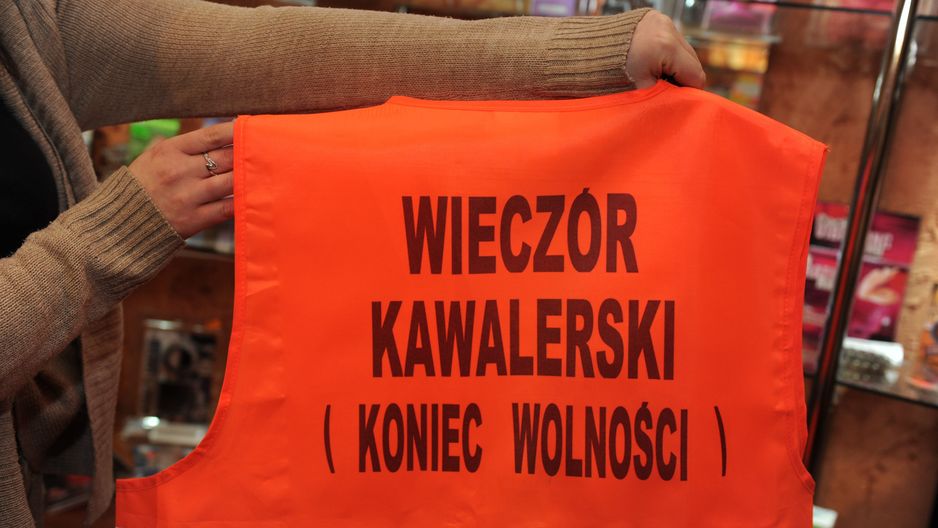 WIECZÓR
KAWALERSKI
( KONIEC WOLNOŚCI )